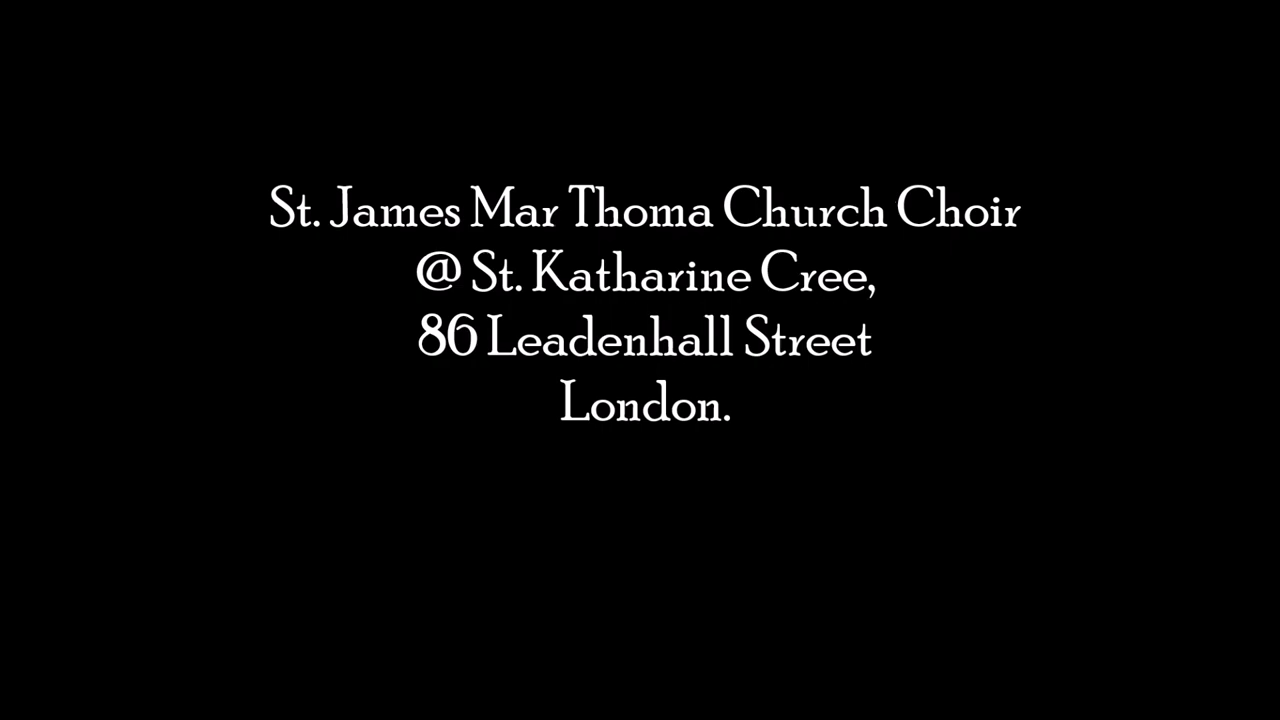 St. James Mar Thoma Church Choir
@ St. Katharine Cree,
86 Leadenhall Street
London.